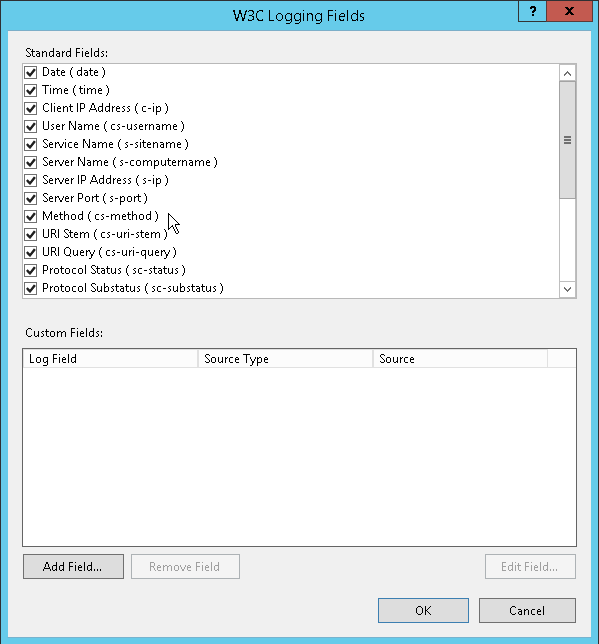 W3C Logging Fields
?
x
Standard Fields:
Date ( date )
Time ( time )
Client IP Address ( c-ip )
User Name ( cs-username )
Service Name ( s-sitename )
Server Name ( s-computername )
Server IP Address ( s-ip )
Server Port ( s-port )
Method ( cs-method )
URI Stem ( cs-uri-stem )
URI Query ( cs-uri-query )
Protocol Status ( sc-status )
Protocol Substatus ( sc-substatus )
Custom Fields:
Log Field Source Type Source
Add Field... Remove Field Edit Field...
OK Cancel